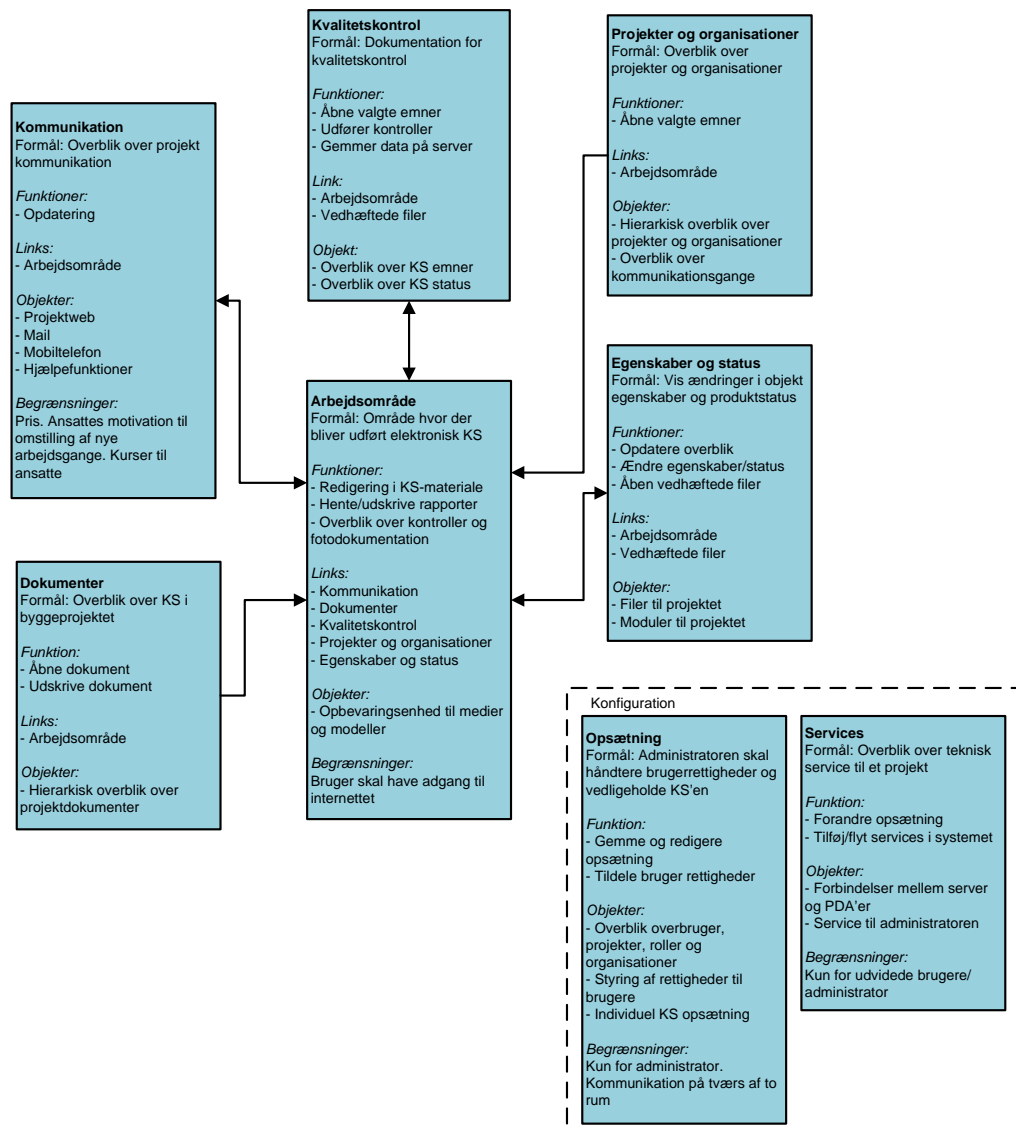 Kommunikation
Formål: Overblik over projekt
kommunikation
Funktioner:
- Opdatering
Links:
- Arbejdsområde
Objekter:
- Projektweb
- Mail
- Mobiltelefon
- Hjælpefunktioner
Begrænsninger:
Pris. Ansattes motivation til
omstilling af nye
arbejdsgange. Kurser til
ansatte
Dokumenter
Formål: Overblik over KS i
byggeprojektet
Funktion:
- Åbne dokument
- Udskrive dokument
Links:
- Arbejdsområde
Objekter:
- Hierarkisk overblik over
projektdokumenter
Kvalitetskontrol
Formål: Dokumentation for
kvalitetskontrol
Funktioner:
- Åbne valgte emner
- Udfører kontroller
- Gemmer data på server
Link:
- Arbejdsområde
- Vedhæftede filer
Objekt:
- Overblik over KS emner
- Overblik over KS status
Arbejdsområde
Formål: Område hvor der
bliver udført elektronisk KS
Funktioner:
- Redigering i KS-materiale
- Hente/udskrive rapporter
- Overblik over kontroller og
fotodokumentation
Links:
- Kommunikation
- Dokumenter
- Kvalitetskontrol
- Projekter og organisationer
- Egenskaber og status
Objekter:
- Opbevaringsenhed til medier
og modeller
Begrænsninger:
Bruger skal have adgang til
internettet
Projekter og organisationer
Formål: Overblik over
projekter og organisationer
Funktioner:
- Åbne valgte emner
Links:
- Arbejdsområde
Objekter:
- Hierarkisk overblik over
projekter og organisationer
- Overblik over
kommunikationsgange
Egenskaber og status
Formål: Vis ændringer i objekt
egenskaber og produktstatus
Funktioner:
- Opdatere overblik
- Ændre egenskaber/status
- Åben vedhæftede filer
Links:
- Arbejdsområde
- Vedhæftede filer
Objekter:
- Filer til projektet
- Moduler til projektet
Konfiguration
Opsætning
Formål: Administratoren skal
håndtere brugerrettigheder og
vedligeholde KS'en
Funktion:
- Gemme og redigere
opsætning
- Tildele bruger rettigheder
Objekter:
- Overblik overbruger,
projekter, roller og
organisationer
- Styring af rettigheder til
brugere
- Individuel KS opsætning
Begrænsninger:
Kun for administrator.
Kommunikation på tværs af to
rum
Services
Formål: Overblik over teknisk
service til et projekt
Funktion:
- Forandre opsætning
- Tilføj/flyt services i systemet
Objekter:
- Forbindelser mellem server
og PDA'er
- Service til administratoren
Begrænsninger:
Kun for udvidede brugere/
administrator